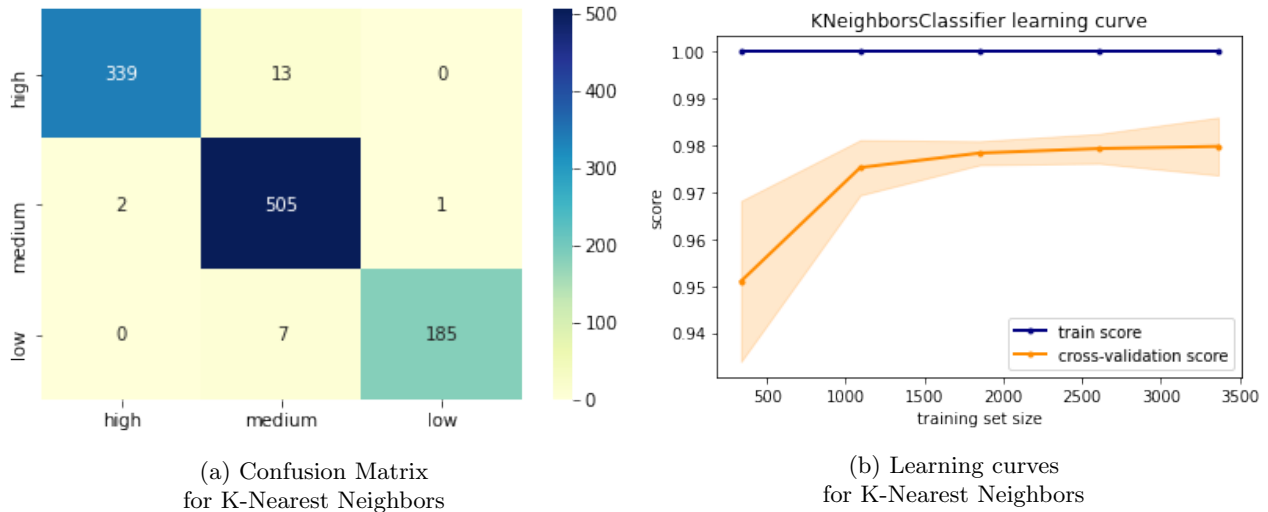 high
339
13
0
medium
2
505
1
low
0
7
185
high
medium
low
500
400
300
200
100
0
(a) Confusion Matrix
for K-Nearest Neighbors
KNeighborsClassifier learning curve
1.00
0.99
0.98
0.97
0.96
0.95
0.94
score
train score
cross-validation score
500
1000
1500
2000
2500
3000
3500
training set size
(b) Learning curves
for K-Nearest Neighbors